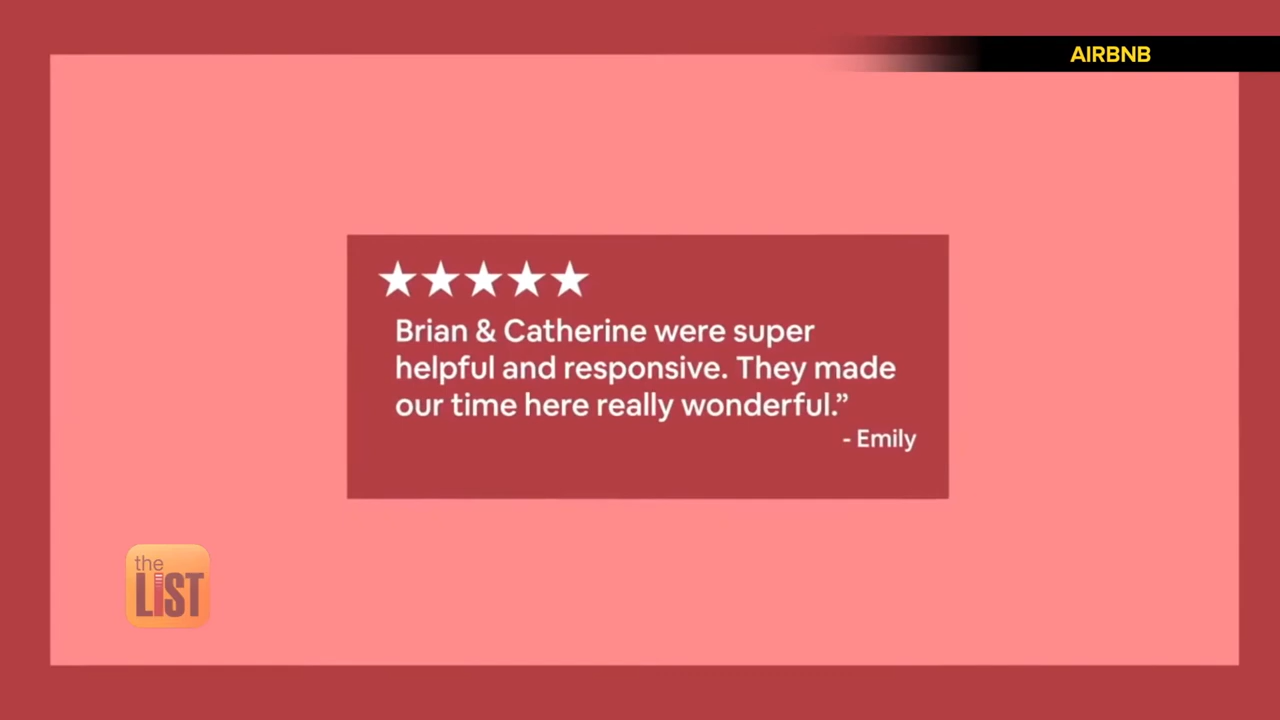 AIRBNB
★★★★★
Brian & Catherine were super
helpful and responsive. They made
our time here really wonderful.”
- Emily
the
LiST